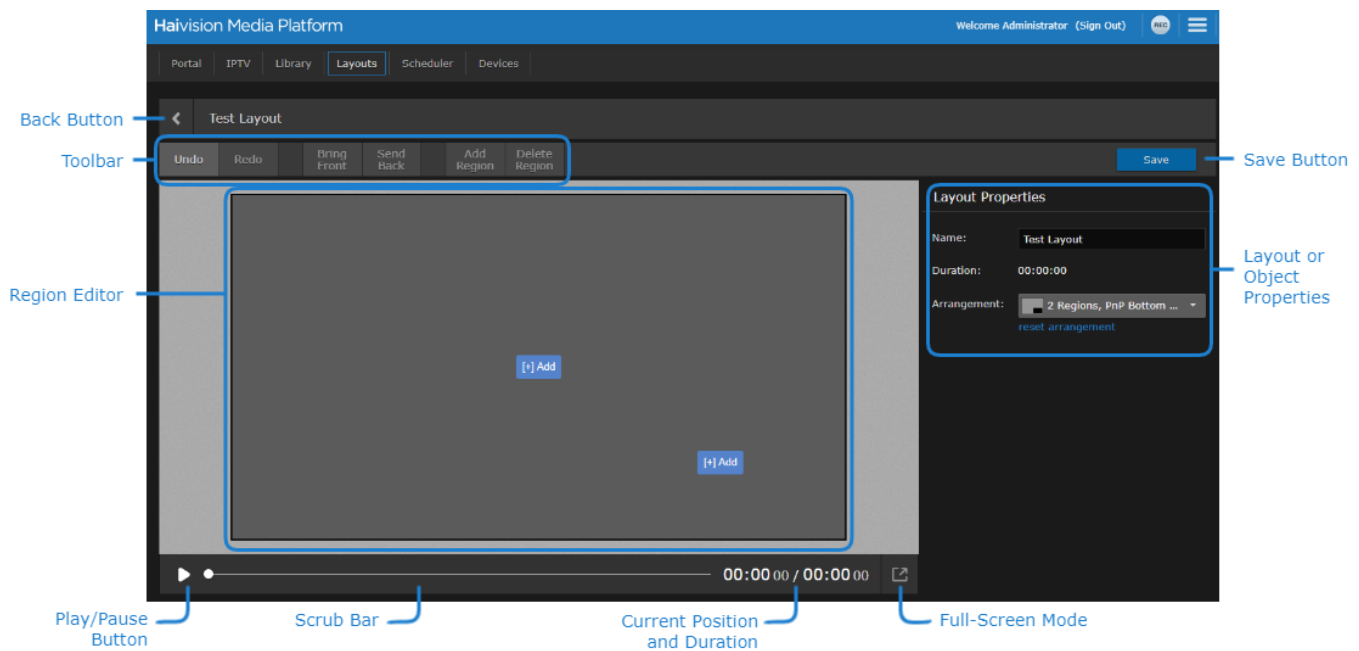 Haivision Media Platform
Welcome Administrator (Sign Out)
REC
Portal
IPTV
Library
Layouts
Scheduler
Devices
Back Button
Test Layout
Toolbar
Undo
Redo
Bring
Front
Send
Back
Add
Region
Delete
Region
Save
Save Button
Layout Properties
Name:
Test Layout
Duration:
00:00:00
Arrangement:
2 Regions, PnP Bottom ...
reset arrangement
Layout or
Object
Properties
Region Editor
[+] Add
[+] Add
00:00 00 / 00:00 00
Play/Pause
Button
Scrub Bar
Current Position
and Duration
Full-Screen Mode